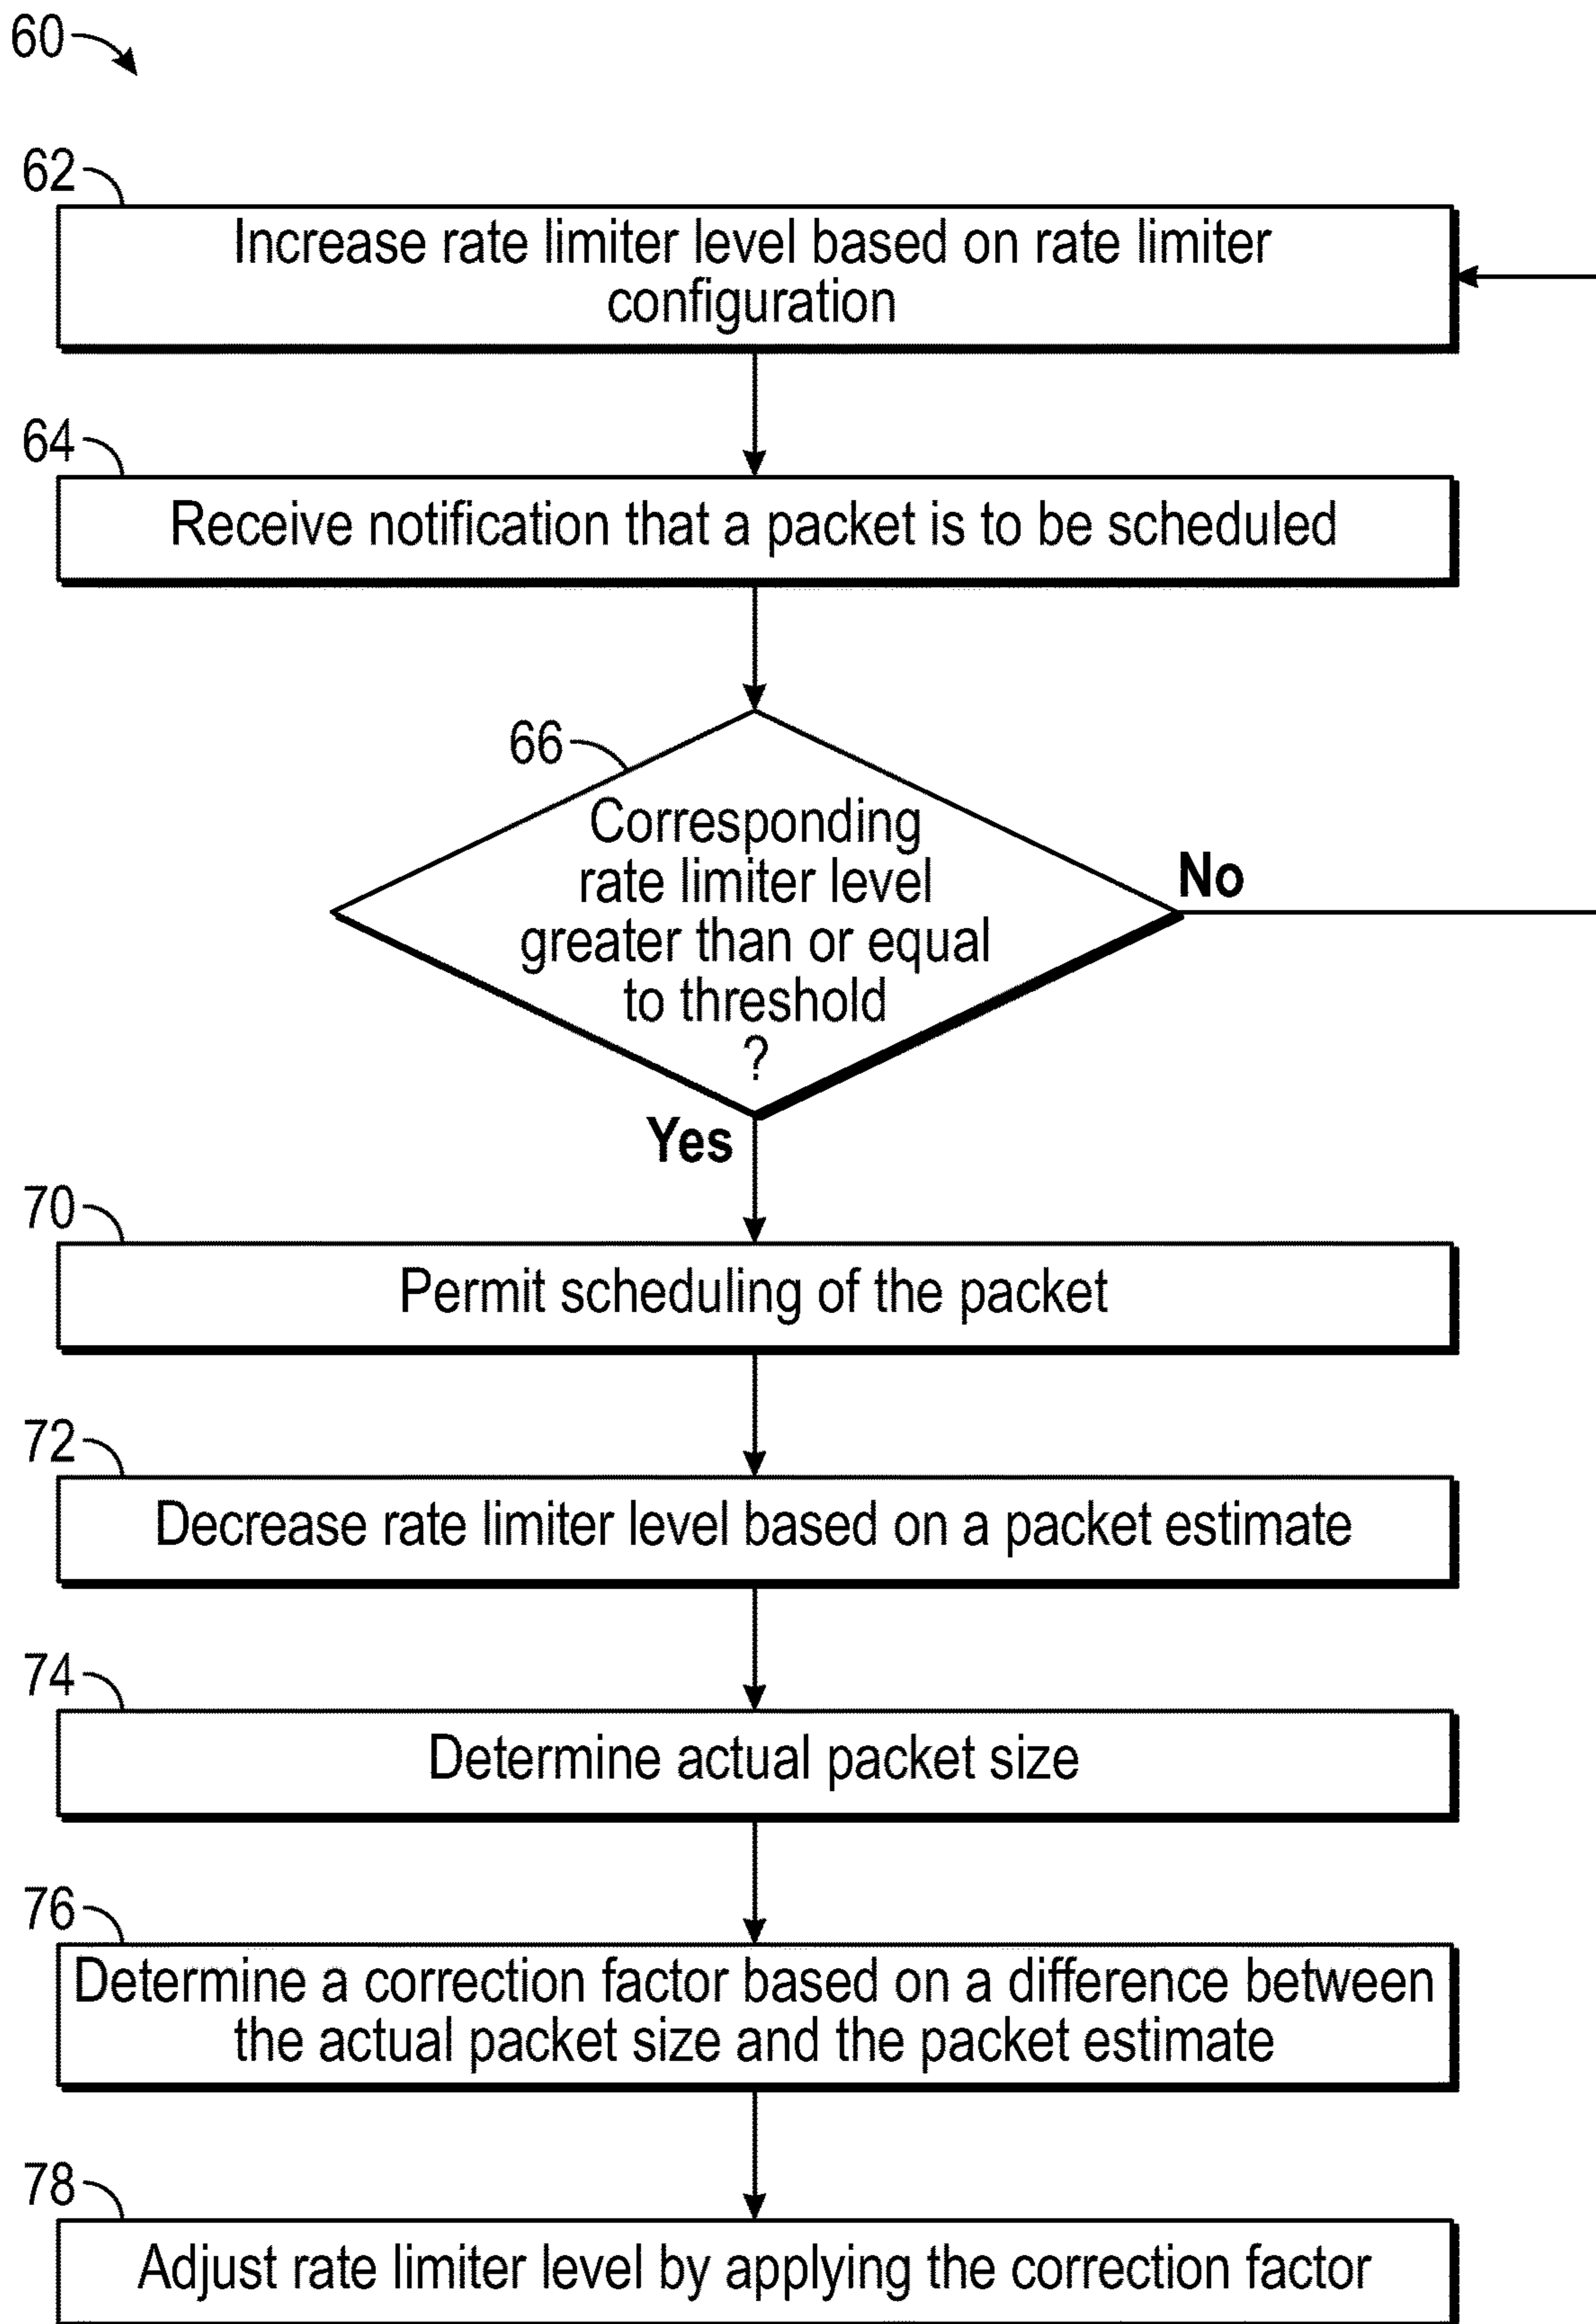 60
62
Increase rate limiter level based on rate limiter
configuration
64
Receive notification that a packet is to be scheduled
66
Corresponding
rate limiter level
greater than or equal
to threshold
?
No
Yes
70
Permit scheduling of the packet
72
Decrease rate limiter level based on a packet estimate
74
Determine actual packet size
76
Determine a correction factor based on a difference between
the actual packet size and the packet estimate
78
Adjust rate limiter level by applying the correction factor